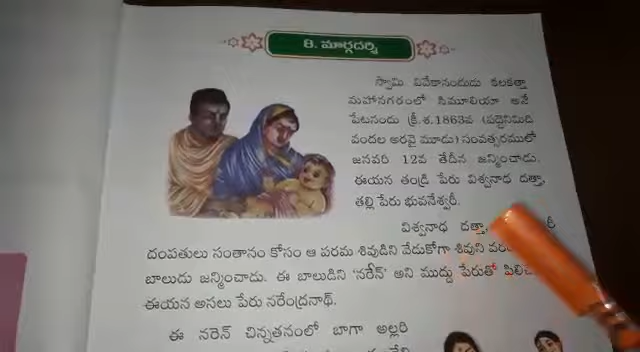 8. మార్గదర్శి
స్వామి వివేకానందుడు కలకత్తా
మహానగరంలో సిమూలియా అనే
పేటనందు క్రీ.శ.1863వ (పద్దెనిమిది
వందల అరవై మూడు) సంవత్సరములో
జనవరి 12వ తేదీన జన్మించాడు.
ఈయన తండ్రి పేరు విశ్వనాథ దత్తా,
తల్లి పేరు భువనేశ్వరీ.
విశ్వనాథ దత్తా,
దంపతులు సంతానం కోసం ఆ పరమ శివుడిని వేడుకోగా శివుని
బాలుడు జన్మించాడు. ఈ బాలుడిని 'నరేన్' అని ముద్దు పేరుతో
ఈయన అసలు పేరు నరేంద్రనాథ్.
ఈ నరెన్ చిన్నతనంలో బాగా అల్లరి